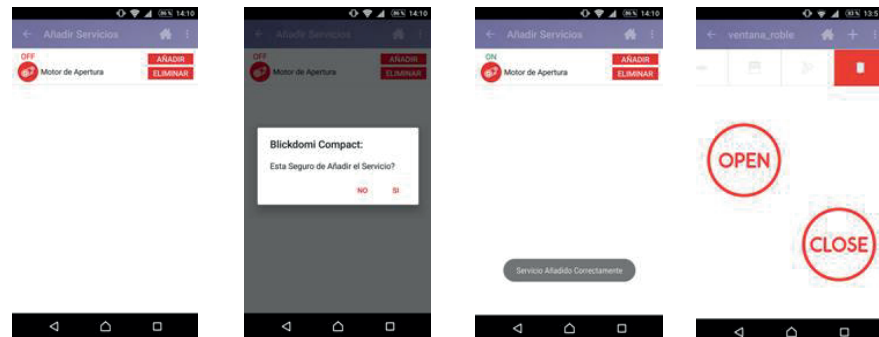 86% 14:10
← Añadir Servicios
OFF
Motor de Apertura
AÑADIR
ELIMINAR
86% 14:10
← Añadir Servicios
OFF
Motor de Apertura
AÑADIR
ELIMINAR
Blickdomi Compact:
Esta Seguro de Añadir el Servicio?
NO SI
14:10
← Añadir Servicios
ON
Motor de Apertura
AÑADIR
ELIMINAR
Servicio Añadido Correctamente
← ventana_roble
OPEN
CLOSE